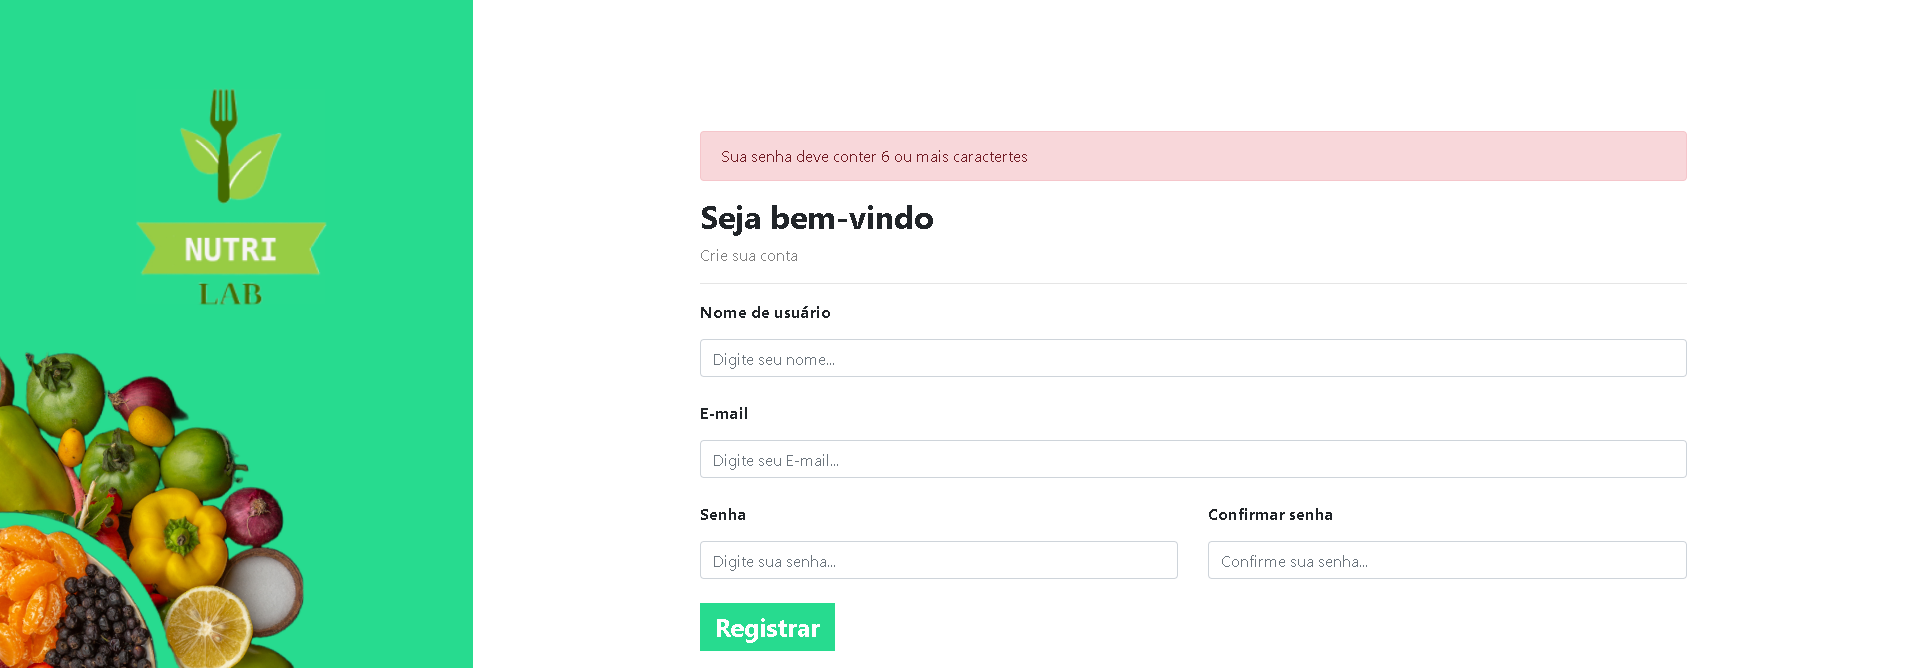 NUTRI
LAB
Sua senha deve conter 6 ou mais caractertes
Seja bem-vindo
Crie sua conta
Nome de usuário
Digite seu nome...
E-mail
Digite seu E-mail...
Senha
Confirmar senha
Digite sua senha...
Confirme sua senha...
Registrar